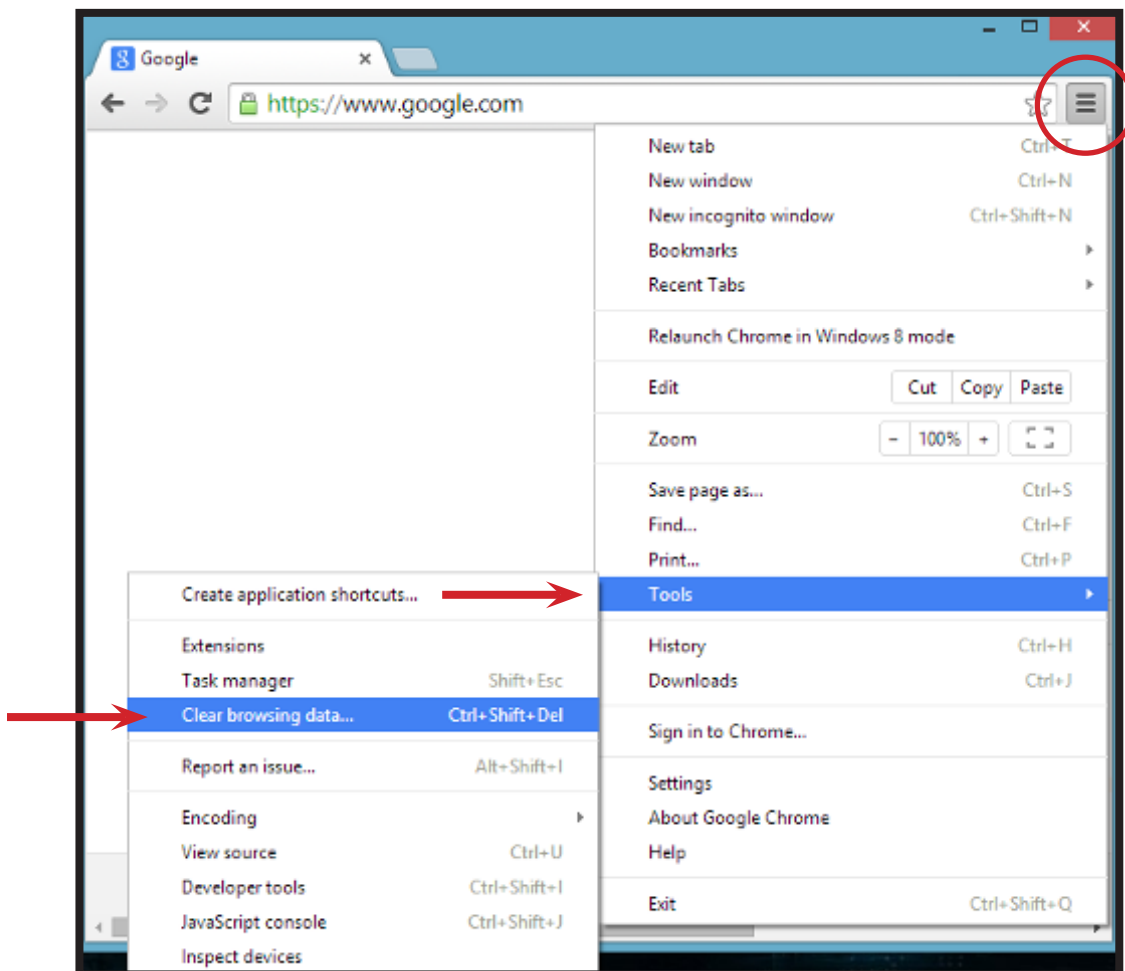 Google
https://www.google.com
New tab Ctrl+T
New window Ctrl+N
New incognito window Ctrl+Shift+N
Bookmarks
Recent Tabs
Relaunch Chrome in Windows 8 mode
Edit Cut Copy Paste
Zoom - 100% +
Save page as... Ctrl+S
Find... Ctrl+F
Print... Ctrl+P
Tools
History Ctrl+H
Downloads Ctrl+J
Sign in to Chrome...
Settings
About Google Chrome
Help
Exit Ctrl+Shift+Q
Create application shortcuts...
Extensions
Task manager Shift+Esc
Clear browsing data... Ctrl+Shift+Del
Report an issue... Alt+Shift+I
Encoding
View source Ctrl+U
Developer tools Ctrl+Shift+I
JavaScript console Ctrl+Shift+J
Inspect devices